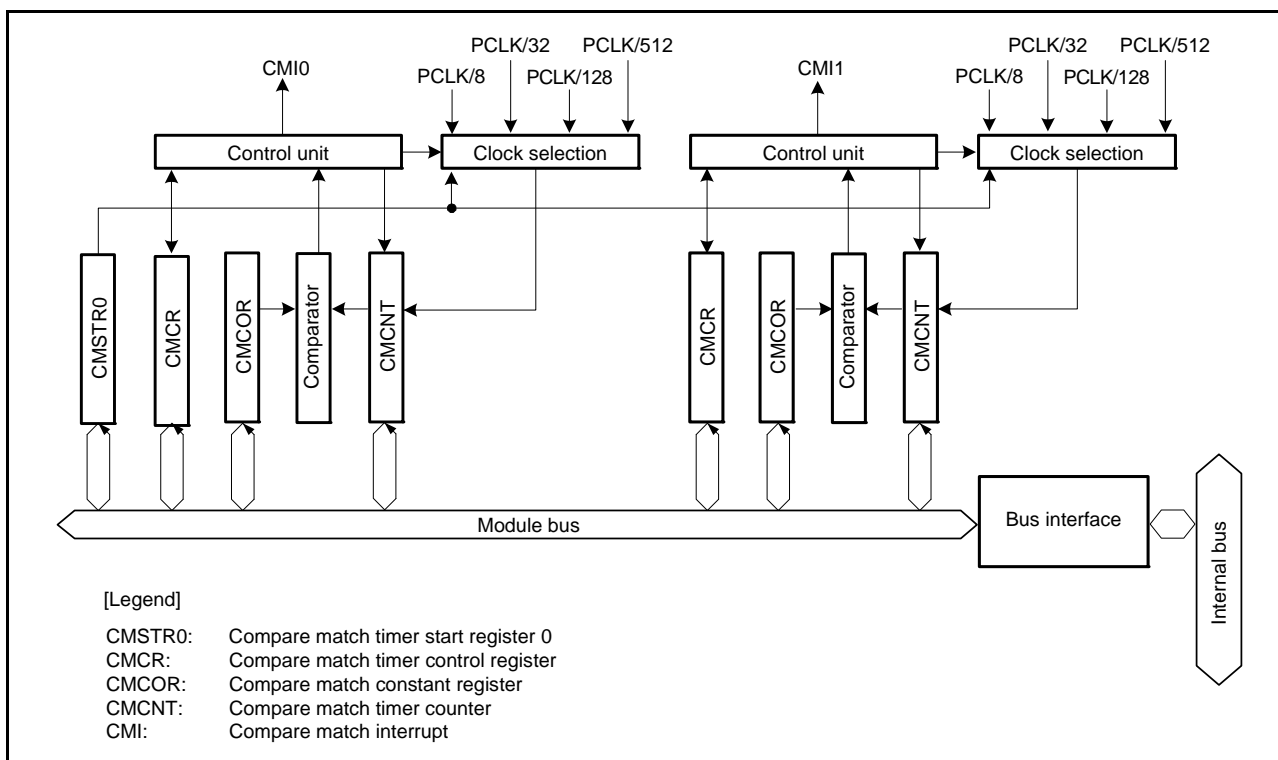 PCLK/32 PCLK/512
CMI0 PCLK/8 PCLK/128
PCLK/32 PCLK/512
CMI1 PCLK/8 PCLK/128
Control unit
Clock selection
Control unit
Clock selection
CMSTR0
CMCR
CMCOR
Comparator
CMCNT
CMCR
CMCOR
Comparator
CMCNT
Module bus
Bus interface
Internal bus
[Legend]
CMSTR0: Compare match timer start register 0
CMCR: Compare match timer control register
CMCOR: Compare match constant register
CMCNT: Compare match timer counter
CMI: Compare match interrupt